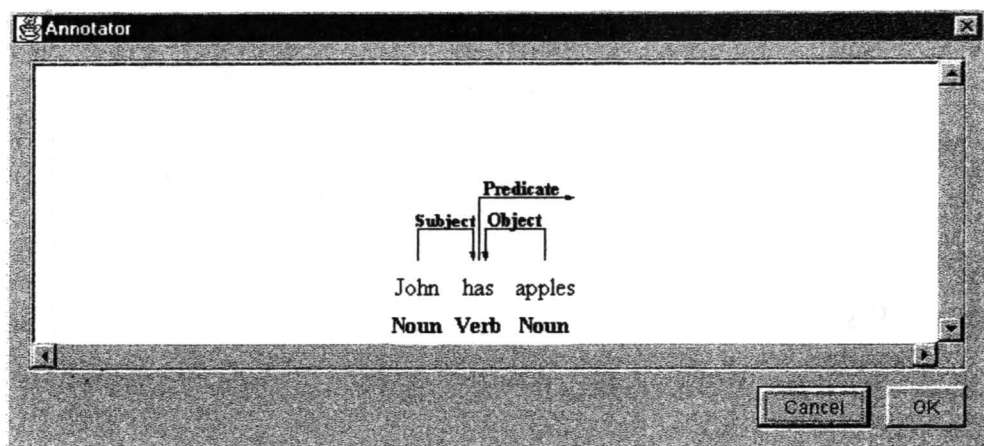 Annotator
Predicate
Subject Object
John has apples
Noun Verb Noun
Cancel OK